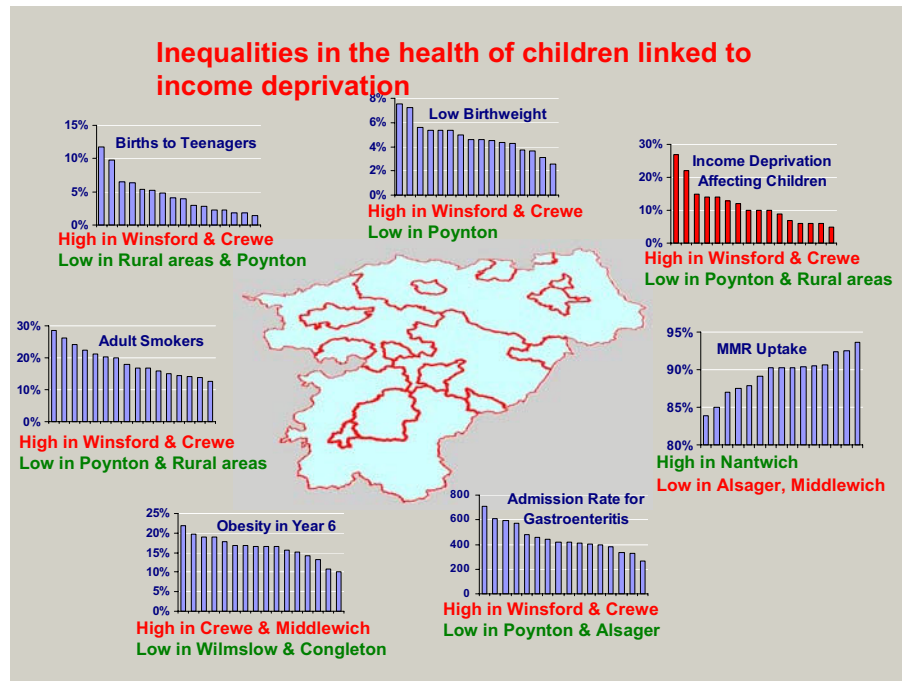 Inequalities in the health of children linked to
income deprivation
15%
10%
5%
0%
Births to Teenagers
High in Winsford & Crewe
Low in Rural areas & Poynton
8%
6%
4%
2%
0%
Low Birthweight
High in Winsford & Crewe
Low in Poynton
30%
20%
10%
0%
Income Deprivation
Affecting Children
High in Winsford & Crewe
Low in Poynton & Rural areas
30%
20%
10%
0%
Adult Smokers
High in Winsford & Crewe
Low in Poynton & Rural areas
95%
90%
85%
80%
MMR Uptake
High in Nantwich
Low in Alsager, Middlewich
25%
20%
15%
10%
5%
0%
Obesity in Year 6
High in Crewe & Middlewich
Low in Wilmslow & Congleton
800
600
400
200
0
Admission Rate for
Gastroenteritis
High in Winsford & Crewe
Low in Poynton & Alsager